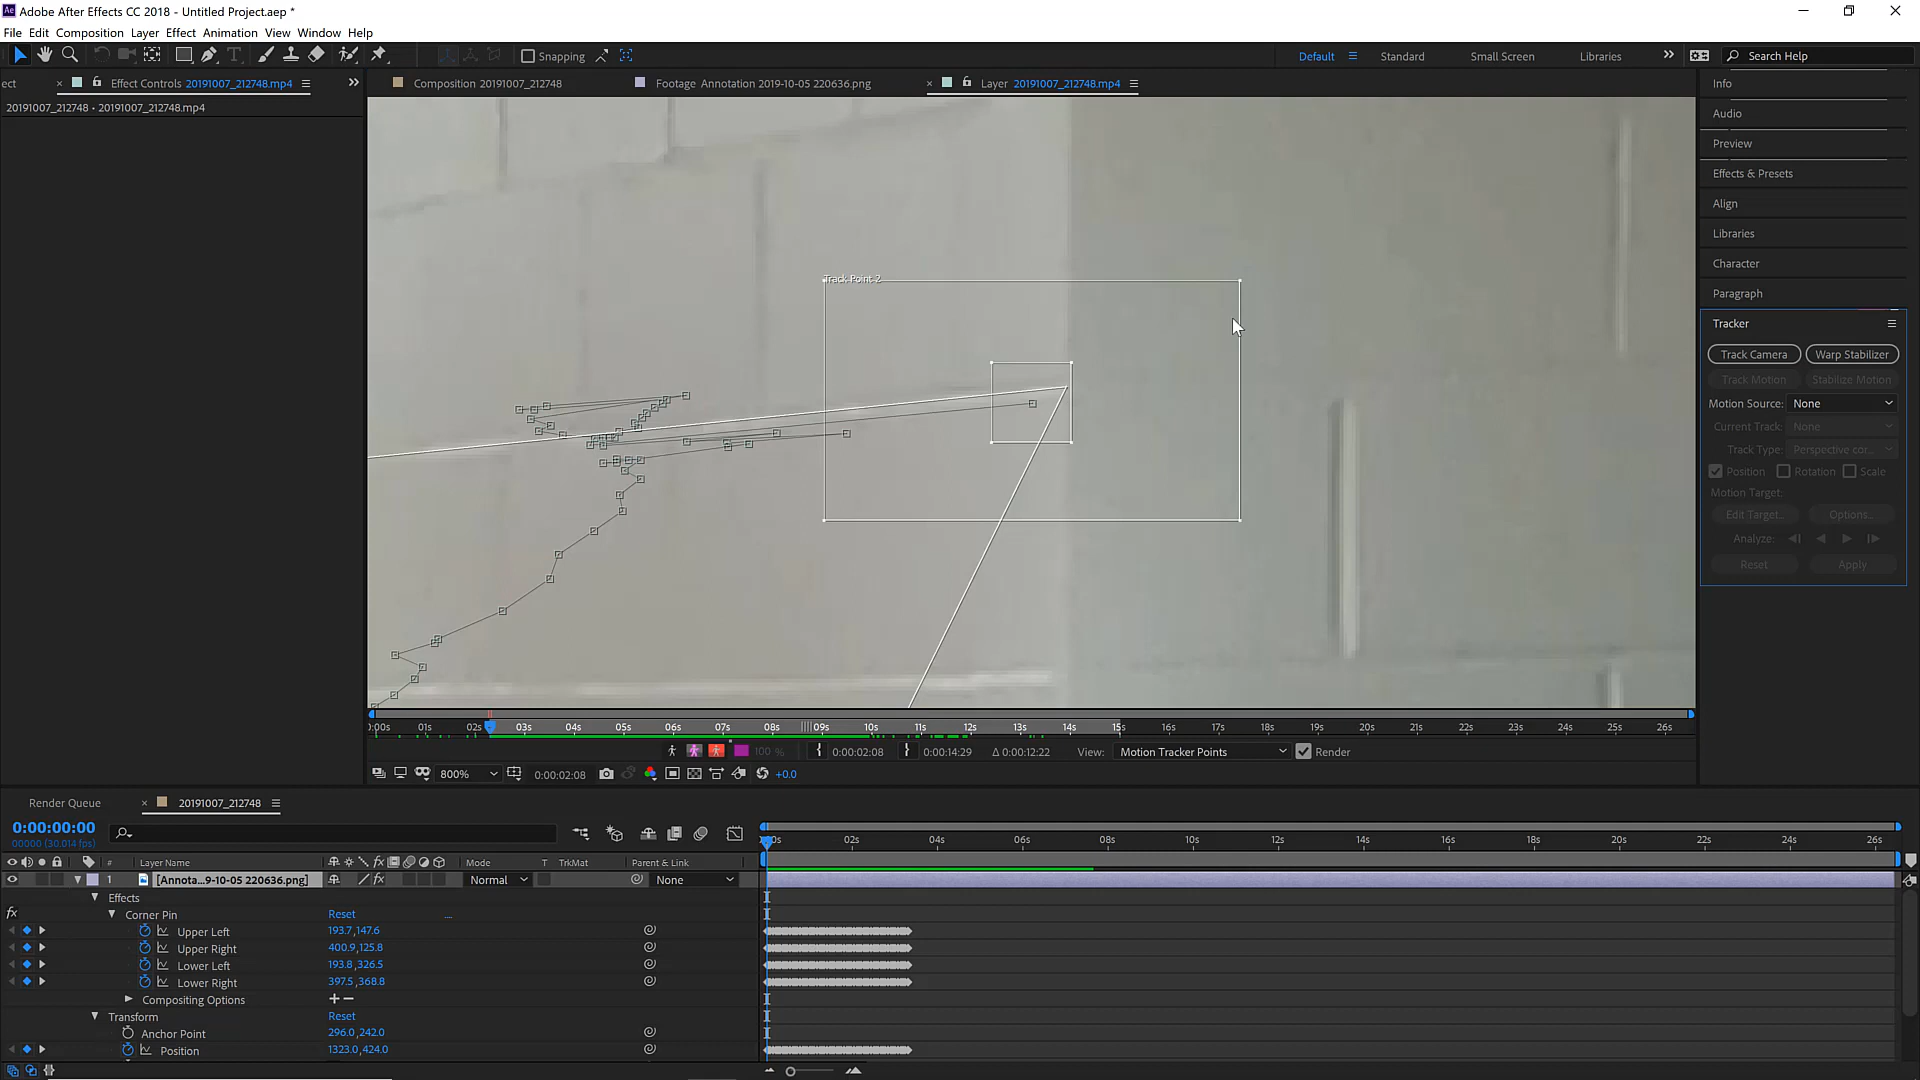 Adobe After Effects CC 2018 - Untitled Project.aep *
File Edit Composition Layer Effect Animation View Window Help
Snapping
Default Standard Small Screen Libraries Search Help
ect × Effect Controls 20191007_212748.mp4
Composition 20191007_212748
Footage Annotation 2019-10-05 220636.png
× Layer 20191007_212748.mp4
20191007_212748 • 20191007_212748.mp4
Info
Audio
Preview
Effects & Presets
Align
Libraries
Character
Paragraph
Tracker
Track Camera Warp Stabilizer
Track Motion Stabilize Motion
Motion Source: None
Current Track: None
Track Type: Perspective cor...
Position Rotation Scale
Motion Target:
Edit Target... Options...
Analyze:
Reset Apply
Track Point 2
:00s 01s 02s 03s 04s 05s 06s 07s 08s 09s 10s 11s 12s 13s 14s 15s 16s 17s 18s 19s 20s 21s 22s 23s 24s 25s 26s
100 % 0:00:02:08 0:00:14:29 Δ 0:00:12:22 View: Motion Tracker Points Render
800% 0:00:02:08 +0.0
Render Queue × 20191007_212748
0:00:00:00
00000 (30.014 fps)
# Layer Name Mode T TrkMat Parent & Link
02s 04s 06s 08s 10s 12s 14s 16s 18s 20s 22s 24s 26s
1 [Annota...9-10-05 220636.png] Normal None
Effects
fx Corner Pin Reset ....
Upper Left 193.7,147.6
Upper Right 400.9,125.8
Lower Left 193.8,326.5
Lower Right 397.5,368.8
Compositing Options +−
Transform Reset
Anchor Point 296.0,242.0
Position 1323.0,424.0